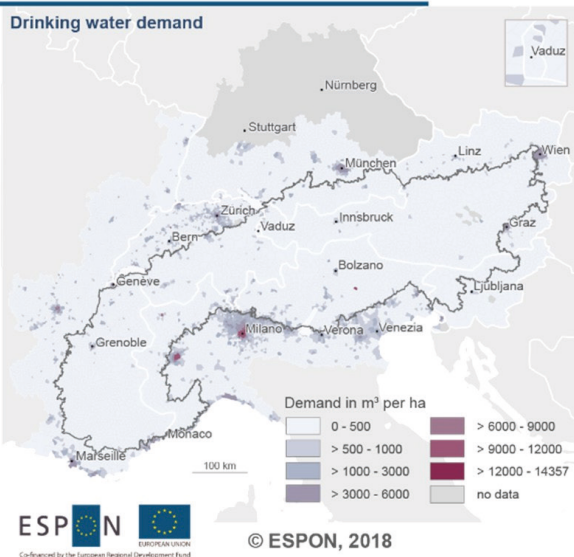 Drinking water demand
Vaduz
Nürnberg
Stuttgart
München
Linz
Wien
Zürich
Bern
Vaduz
Innsbruck
Graz
Bolzano
Genève
Ljubljana
Grenoble
Milano
Verona
Venezia
Monaco
Marseille
100 km
Demand in m³ per ha
0 - 500
> 500 - 1000
> 1000 - 3000
> 3000 - 6000
> 6000 - 9000
> 9000 - 12000
> 12000 - 14357
no data
ESPON
EUROPEAN UNION
Co-financed by the European Regional Development Fund
© ESPON, 2018